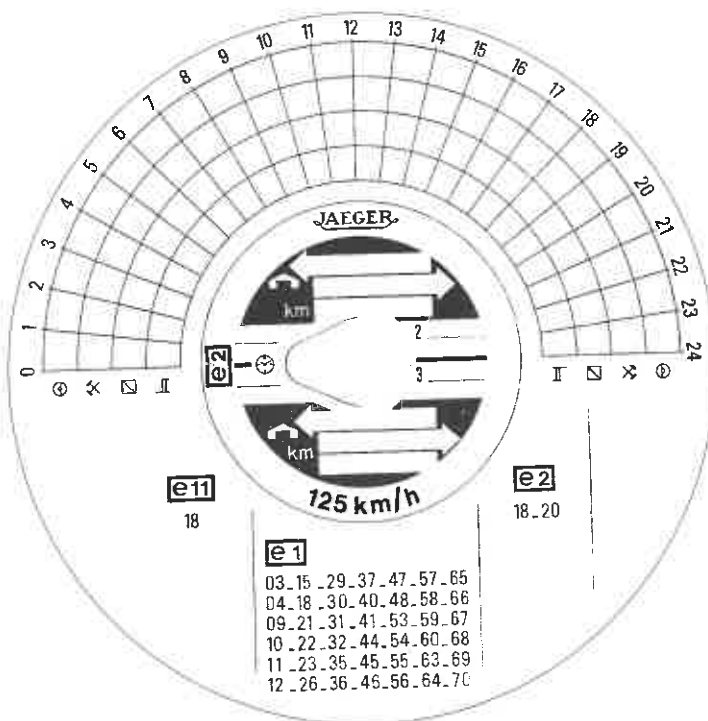 0 1 2 3 4 5 6 7 8 9 10 11 12 13 14 15 16 17 18 19 20 21 22 23 24
JAEGER
km
2
e2
3
km
125 km/h
e11
18
e2
18_20
e1
03_15_29_37_47_57_65
04_18_30_40_48_58_66
09_21_31_41_53_59_67
10_22_32_44_54_60_68
11_23_35_45_55_63_69
12_26_36_46_56_64_70